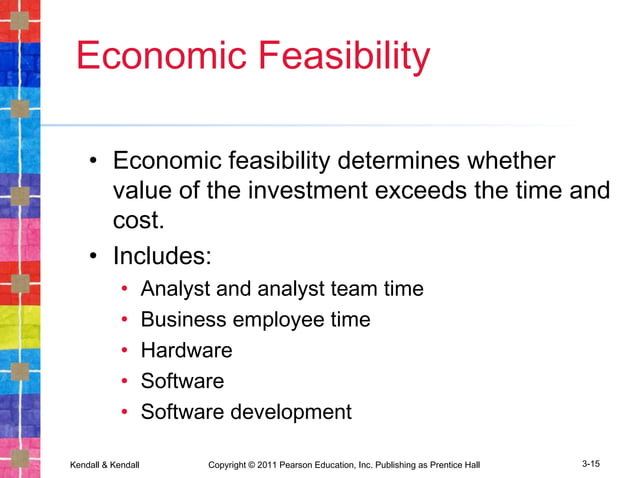 Economic Feasibility
• Economic feasibility determines whether
value of the investment exceeds the time and
cost.
• Includes:
• Analyst and analyst team time
• Business employee time
• Hardware
• Software
• Software development
Kendall & Kendall
Copyright © 2011 Pearson Education, Inc. Publishing as Prentice Hall
3-15